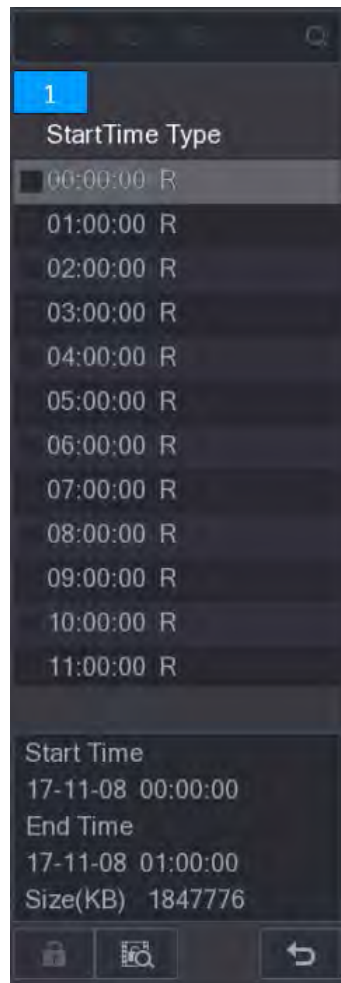 1
StartTime Type
00:00:00 R
01:00:00 R
02:00:00 R
03:00:00 R
04:00:00 R
05:00:00 R
06:00:00 R
07:00:00 R
08:00:00 R
09:00:00 R
10:00:00 R
11:00:00 R
Start Time
17-11-08 00:00:00
End Time
17-11-08 01:00:00
Size(KB) 1847776